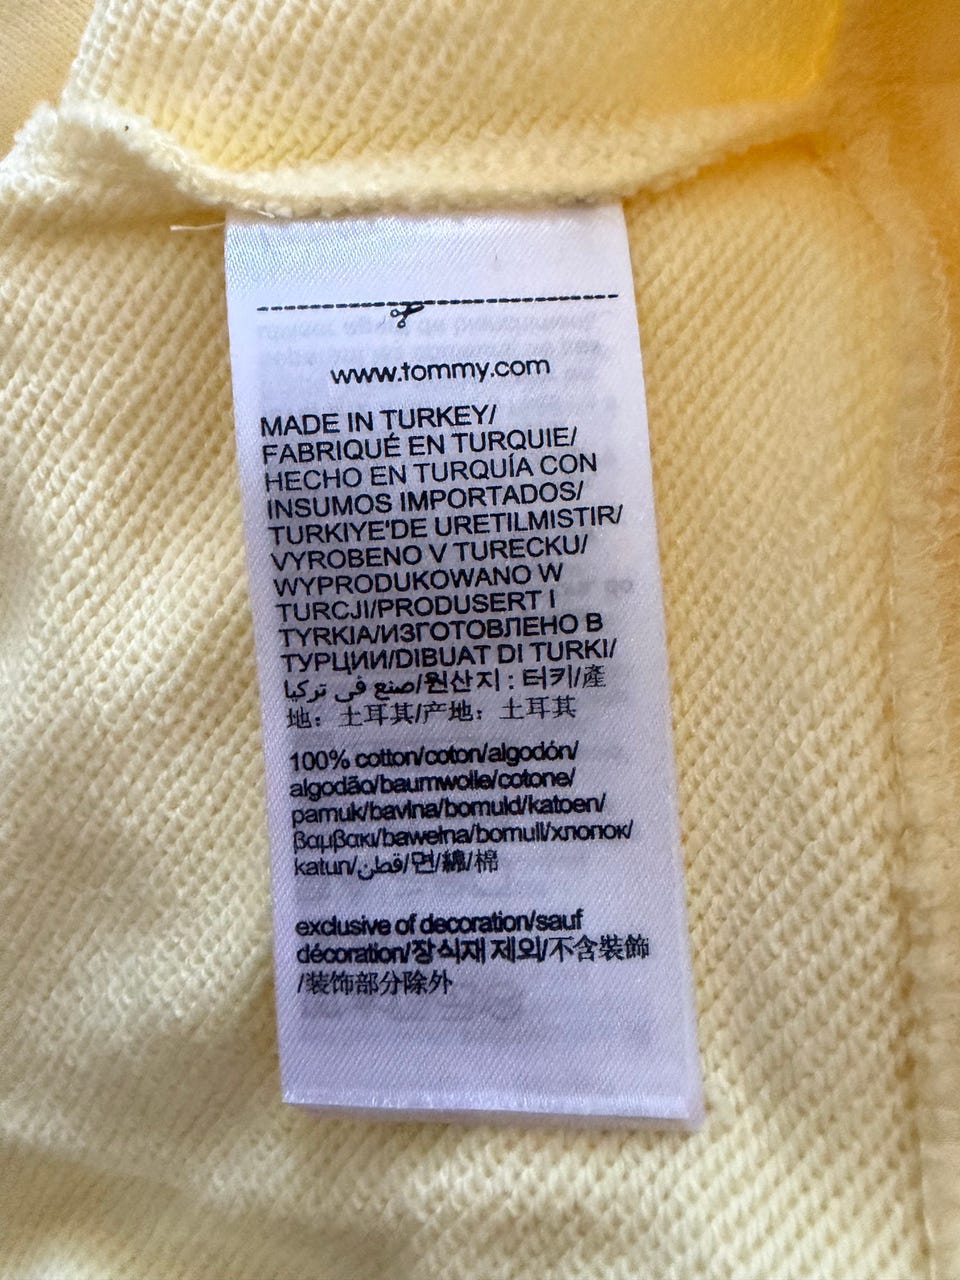 www.tommy.com
MADE IN TURKEY/
FABRIQUÉ EN TURQUIE/
HECHO EN TURQUÍA CON
INSUMOS IMPORTADOS/
TURKIYE'DE URETILMISTIR/
VYROBENO V TURECKU/
WYPRODUKOWANO W
TURCJI/PRODUSERT I
TYRKIA/ИЗГОТОВЛЕНО В
ТУРЦИИ/DIBUAT DI TURKI/
صنع في تركيا/원산지 : 터키/產
地：土耳其/产地：土耳其
100% cotton/coton/algodón/
algodão/baumwolle/cotone/
pamuk/bavlna/bomuld/katoen/
βαμβακι/bawełna/bomull/хлопок/
katun/قطن/면/綿/棉
exclusive of decoration/sauf
décoration/장식재 제외/不含裝飾
/装饰部分除外